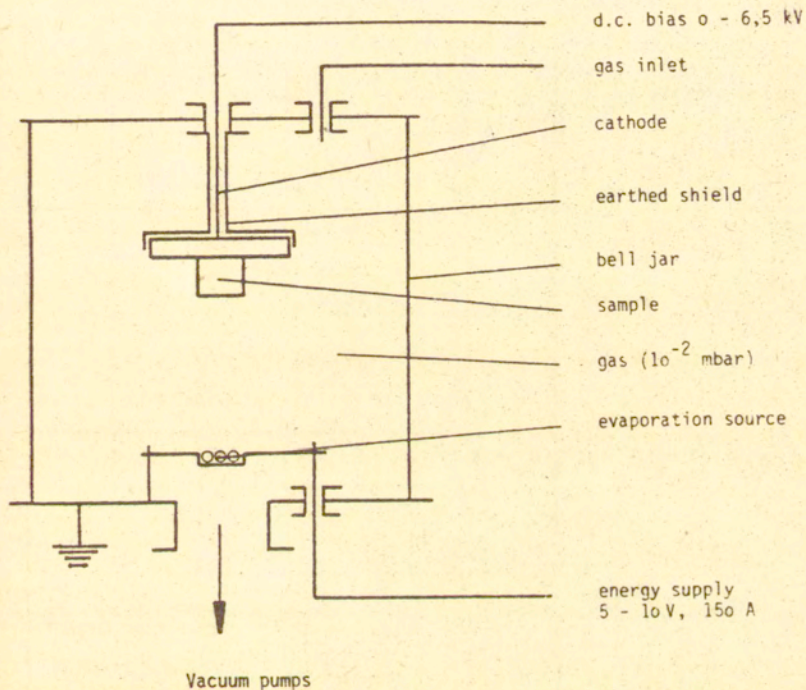 d.c. bias o - 6,5 kV
gas inlet
cathode
earthed shield
bell jar
sample
gas (1o⁻² mbar)
evaporation source
energy supply
5 - 1o V, 15o A
Vacuum pumps